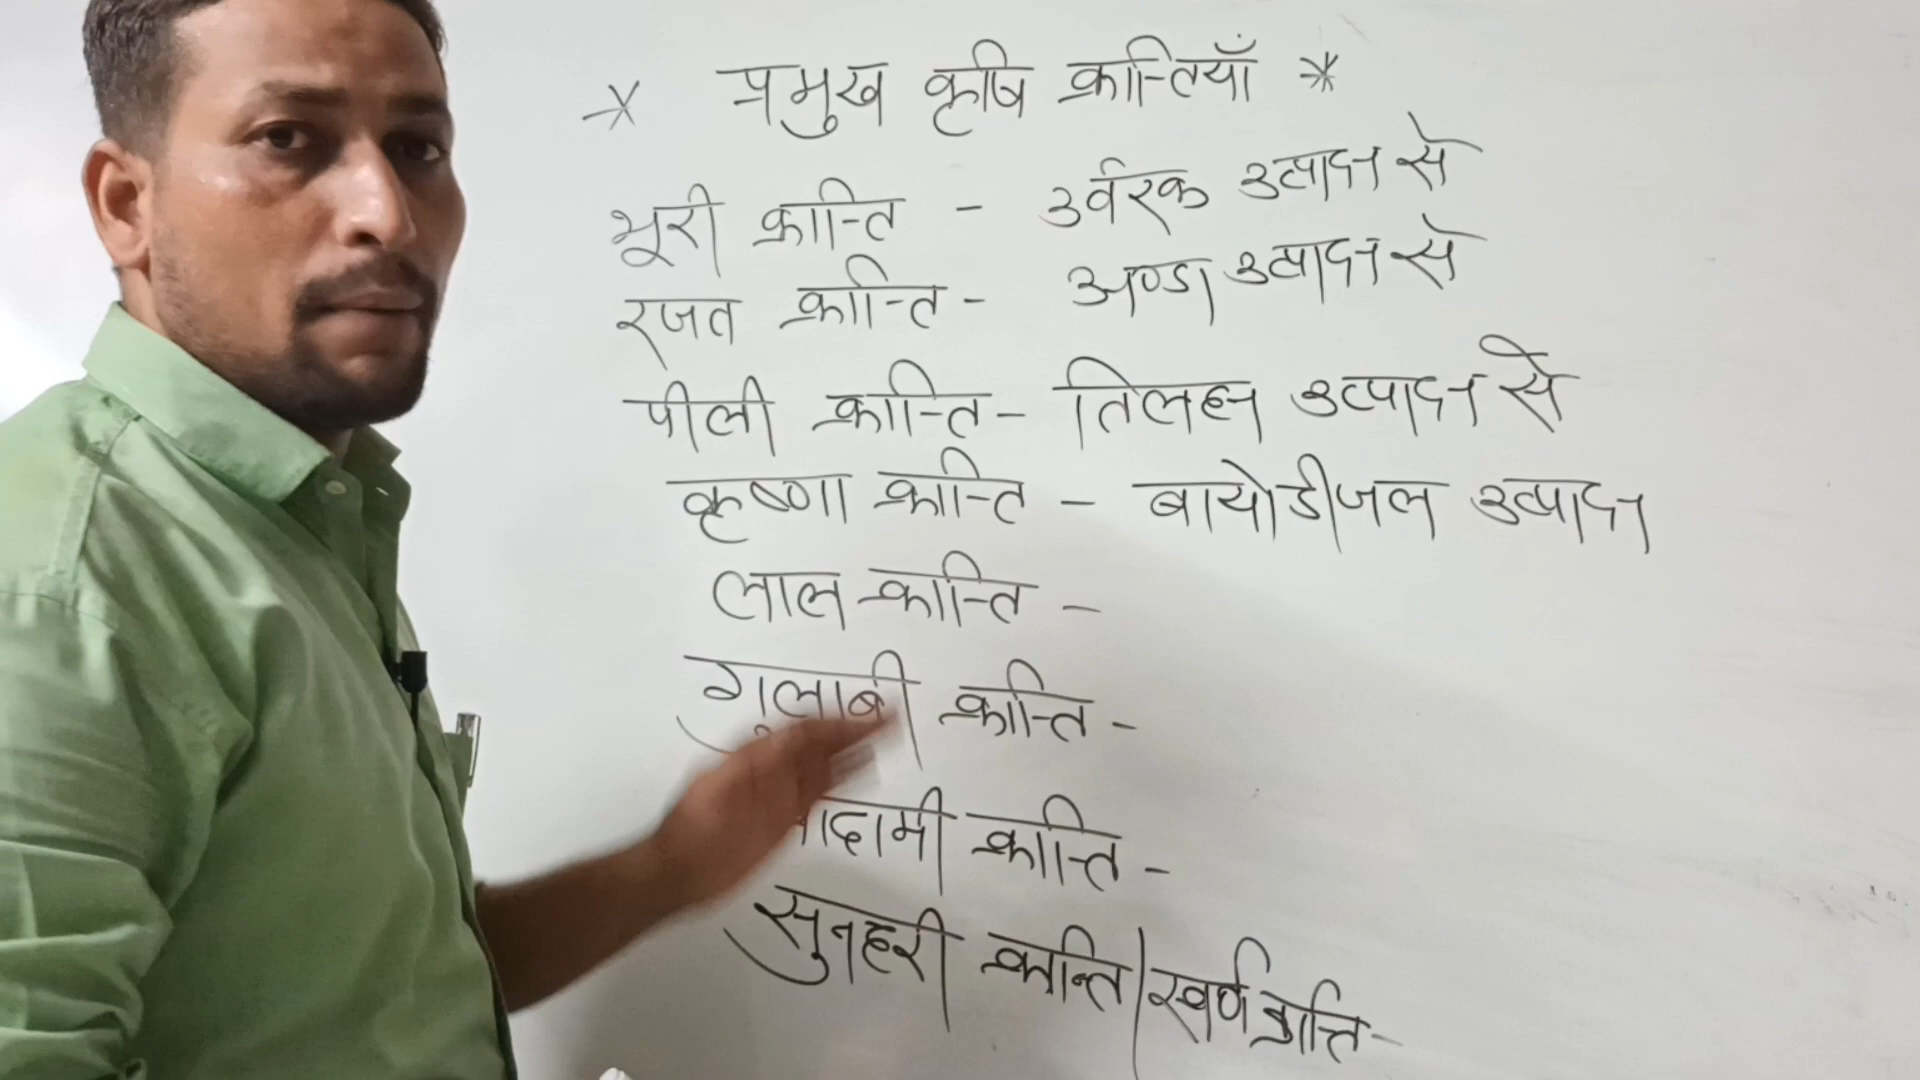 * प्रमुख कृषि क्रान्तियाँ *
भूरी क्रान्ति - उर्वरक उत्पादन से
रजत क्रान्ति - अण्डा उत्पादन से
पीली क्रान्ति - तिलहन उत्पादन से
कृष्णा क्रान्ति - बायोडीजल उत्पादन
लाल क्रान्ति -
गुलाबी क्रान्ति -
बादामी क्रान्ति -
सुनहरी क्रान्ति/स्वर्ण क्रान्ति -